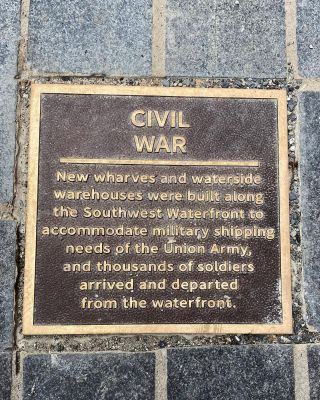 CIVIL
WAR
New wharves and waterside
warehouses were built along
the Southwest Waterfront to
accommodate military shipping
needs of the Union Army,
and thousands of soldiers
arrived and departed
from the waterfront.